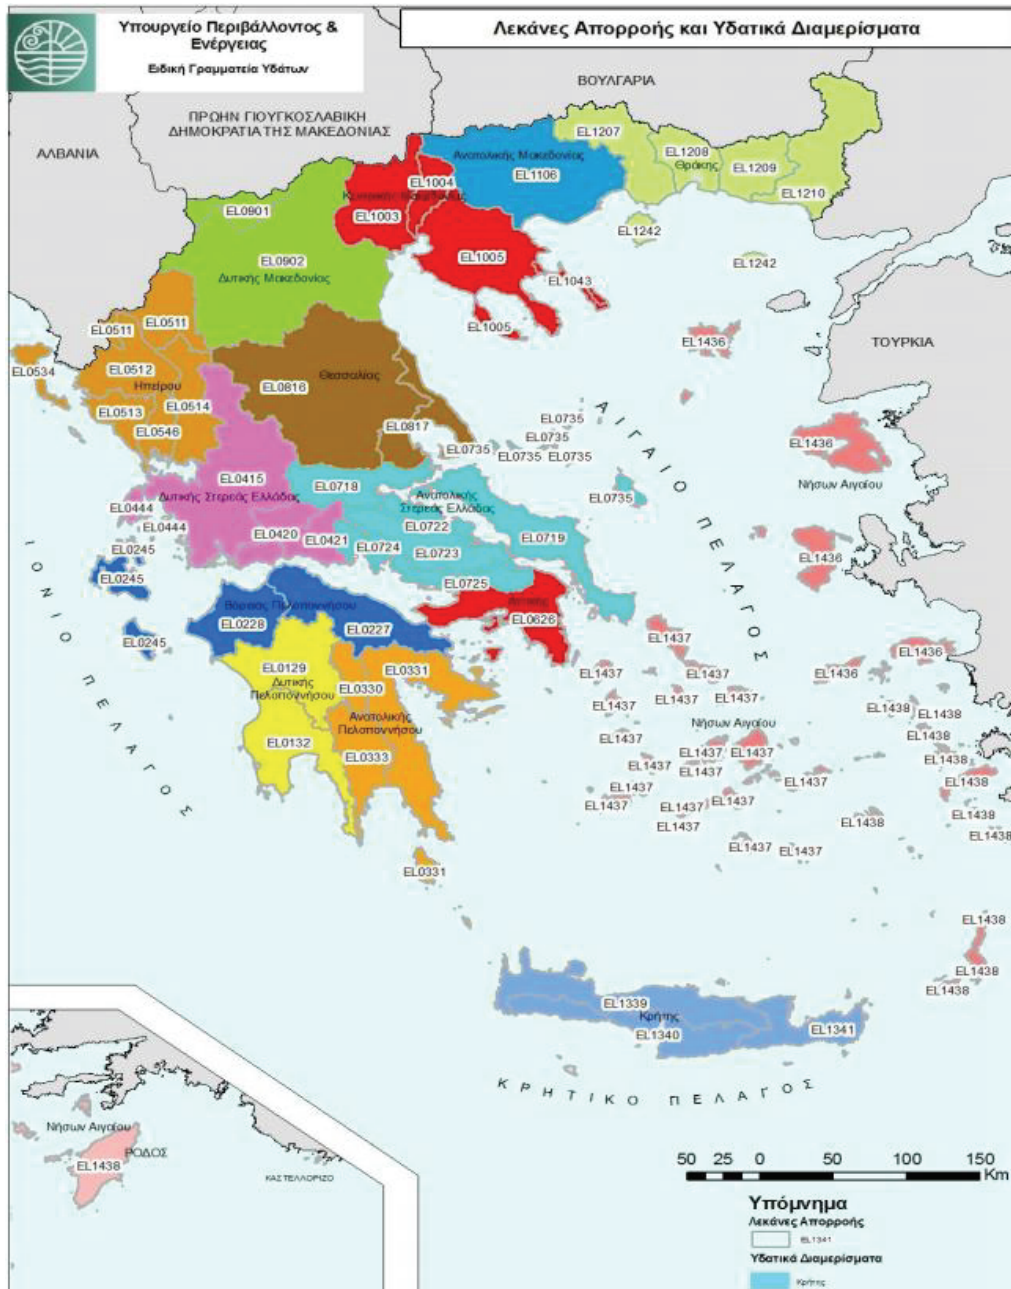 Υπουργείο Περιβάλλοντος &
Ενέργειας
Ειδική Γραμματεία Υδάτων
Λεκάνες Απορροής και Υδατικά Διαμερίσματα
ΒΟΥΛΓΑΡΙΑ
ΠΡΩΗΝ ΓΙΟΥΓΚΟΣΛΑΒΙΚΗ
ΔΗΜΟΚΡΑΤΙΑ ΤΗΣ ΜΑΚΕΔΟΝΙΑΣ
ΑΛΒΑΝΙΑ
ΤΟΥΡΚΙΑ
EL1207
EL1208
Θράκης
EL1209
EL1210
Ανατολικής Μακεδονίας
EL1106
EL1004
EL1003
EL1005
EL1043
EL1005
EL1242
EL1242
EL0901
EL0902
Δυτικής Μακεδονίας
EL0511
EL0511
EL0512
Ηπείρου
EL0534
EL0513
EL0514
EL0546
EL0816
Θεσσαλίας
EL0817
EL0735
EL0735
EL0735
EL0735
EL0735
EL0735
EL1436
EL1436
Νήσων Αιγαίου
EL1436
ΑΙΓΑΙΟ ΠΕΛΑΓΟΣ
EL0415
Δυτικής Στερεάς Ελλάδας
EL0444
EL0444
EL0420
EL0421
EL0718
Ανατολικής
Στερεάς Ελλάδας
EL0722
EL0719
EL0724
EL0723
EL0725
Αττικής
EL0626
EL0245
EL0245
EL0245
ΙΟΝΙΟ ΠΕΛΑΓΟΣ
Βόρειας Πελοποννήσου
EL0228
EL0227
EL0129
Δυτικής
Πελοποννήσου
EL0132
EL0331
EL0330
Ανατολικής
Πελοποννήσου
EL0333
EL0331
EL1437
EL1437
EL1437
EL1437
EL1437
EL1437
Νήσων Αιγαίου
EL1437
EL1437
EL1437
EL1437
EL1437
EL1437
EL1437
EL1437
EL1437
EL1437
EL1437
EL1437
EL1437
EL1437
EL1436
EL1436
EL1438
EL1438
EL1438
EL1438
EL1438
EL1438
EL1438
EL1438
EL1438
EL1438
EL1438
EL1339
Κρήτης
EL1340
EL1341
ΚΡΗΤΙΚΟ ΠΕΛΑΓΟΣ
Νήσων Αιγαίου
ΡΟΔΟΣ
EL1438
ΚΑΣΤΕΛΛΟΡΙΖΟ
50 25 0 50 100 150
Km
Υπόμνημα
Λεκάνες Απορροής
EL1341
Υδατικά Διαμερίσματα
Κρήτης